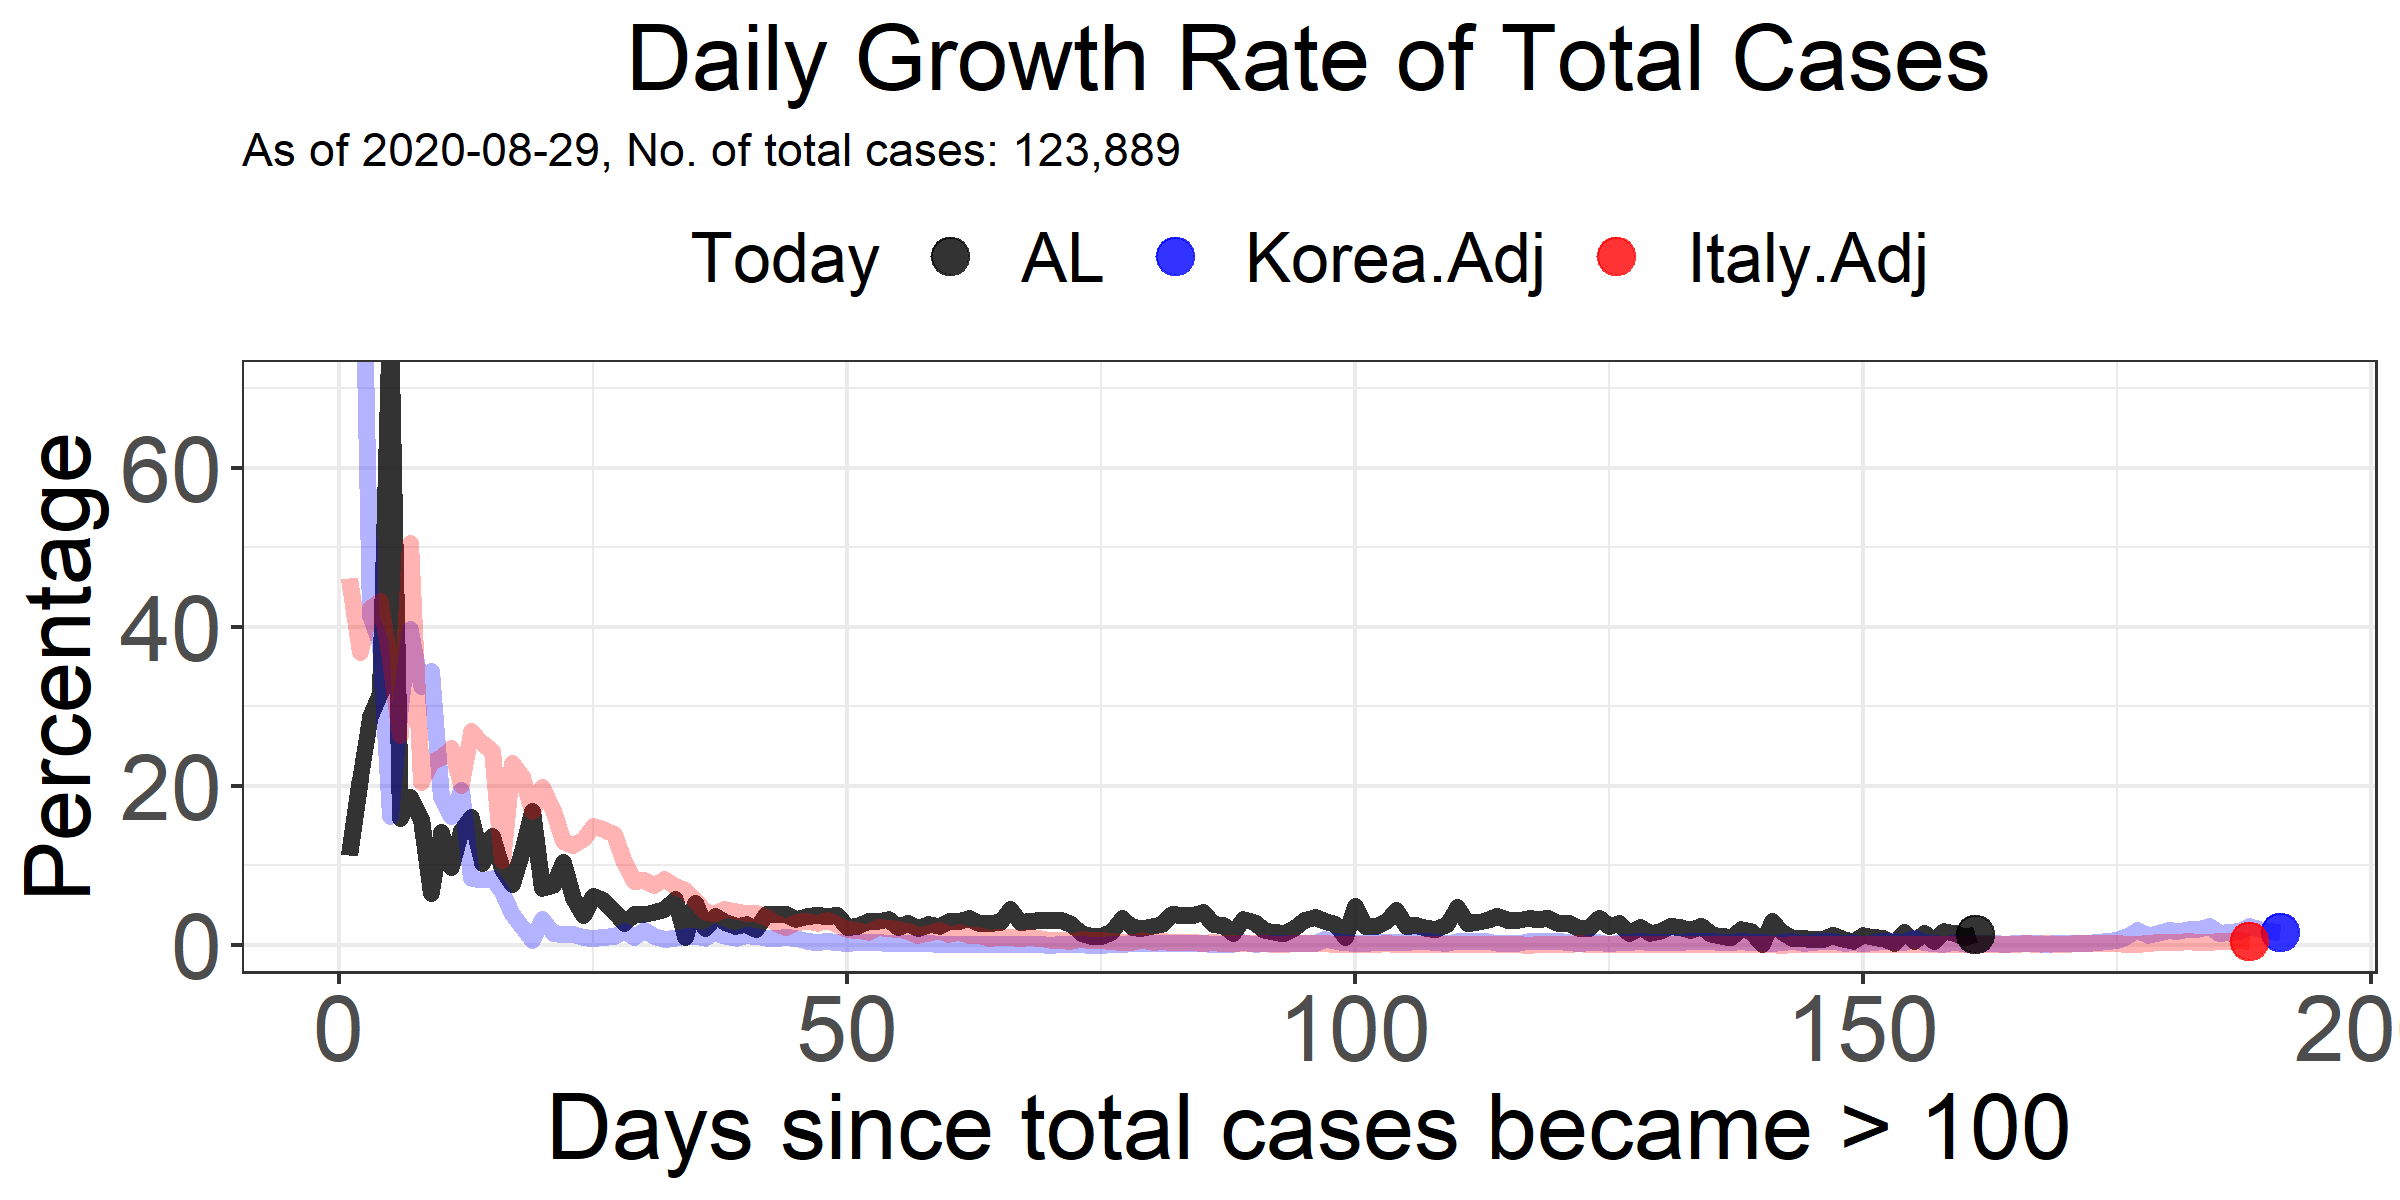 Daily Growth Rate of Total Cases
As of 2020-08-29, No. of total cases: 123,889
Today AL Korea.Adj Italy.Adj
Percentage
60
40
20
0
0 50 100 150 20
Days since total cases became > 100